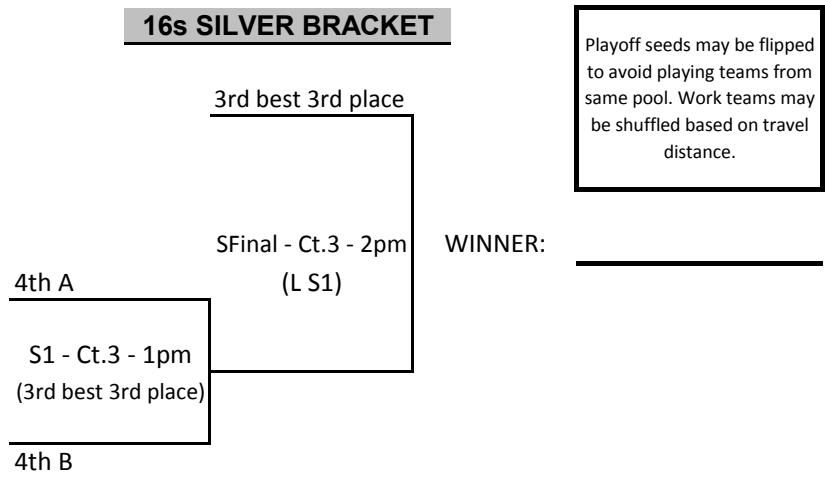 16s SILVER BRACKET
Playoff seeds may be flipped
to avoid playing teams from
same pool. Work teams may
be shuffled based on travel
distance.
3rd best 3rd place
SFinal - Ct.3 - 2pm
(L S1)
WINNER:
4th A
S1 - Ct.3 - 1pm
(3rd best 3rd place)
4th B